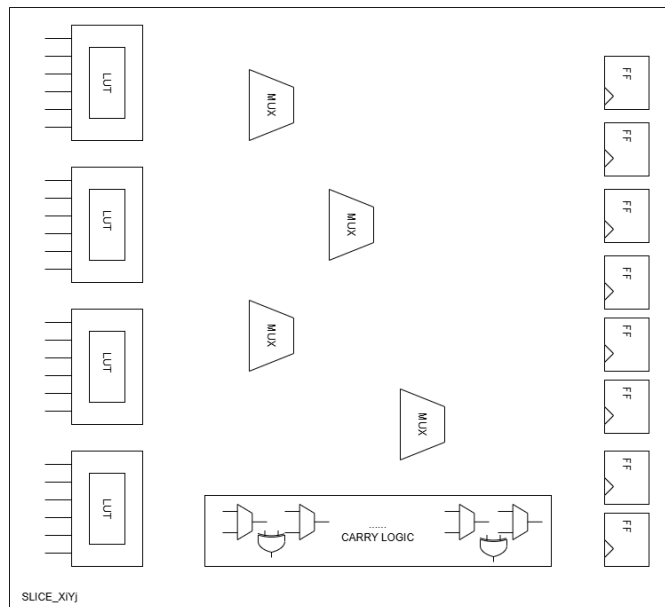 LUT
MUX
FF
FF
LUT
MUX
FF
FF
LUT
MUX
FF
MUX
FF
LUT
FF
......
CARRY LOGIC
FF
SLICE_XiYj